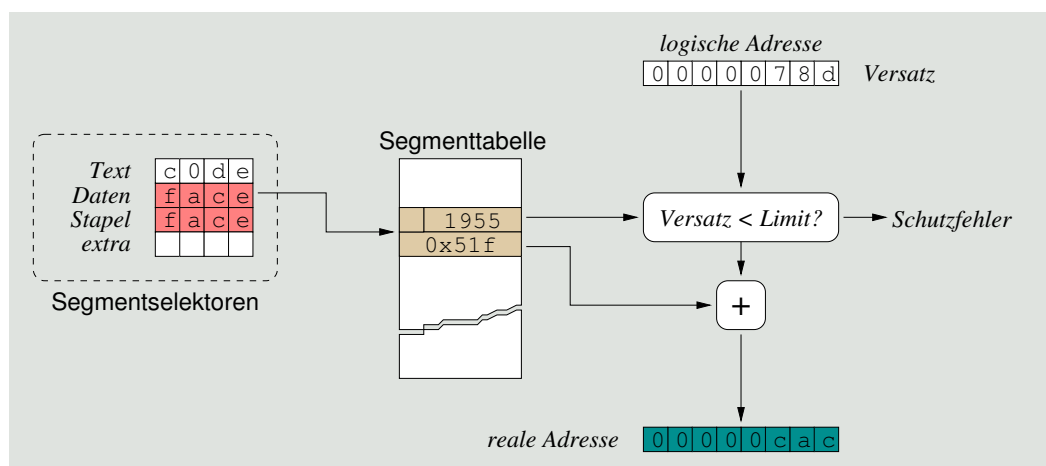 logische Adresse
0 0 0 0 0 7 8 d Versatz
Segmenttabelle
Text c 0 d e
Daten f a c e
Stapel f a c e
extra
Segmentselektoren
1955
0x51f
Versatz < Limit?
Schutzfehler
+
reale Adresse 0 0 0 0 0 c a c